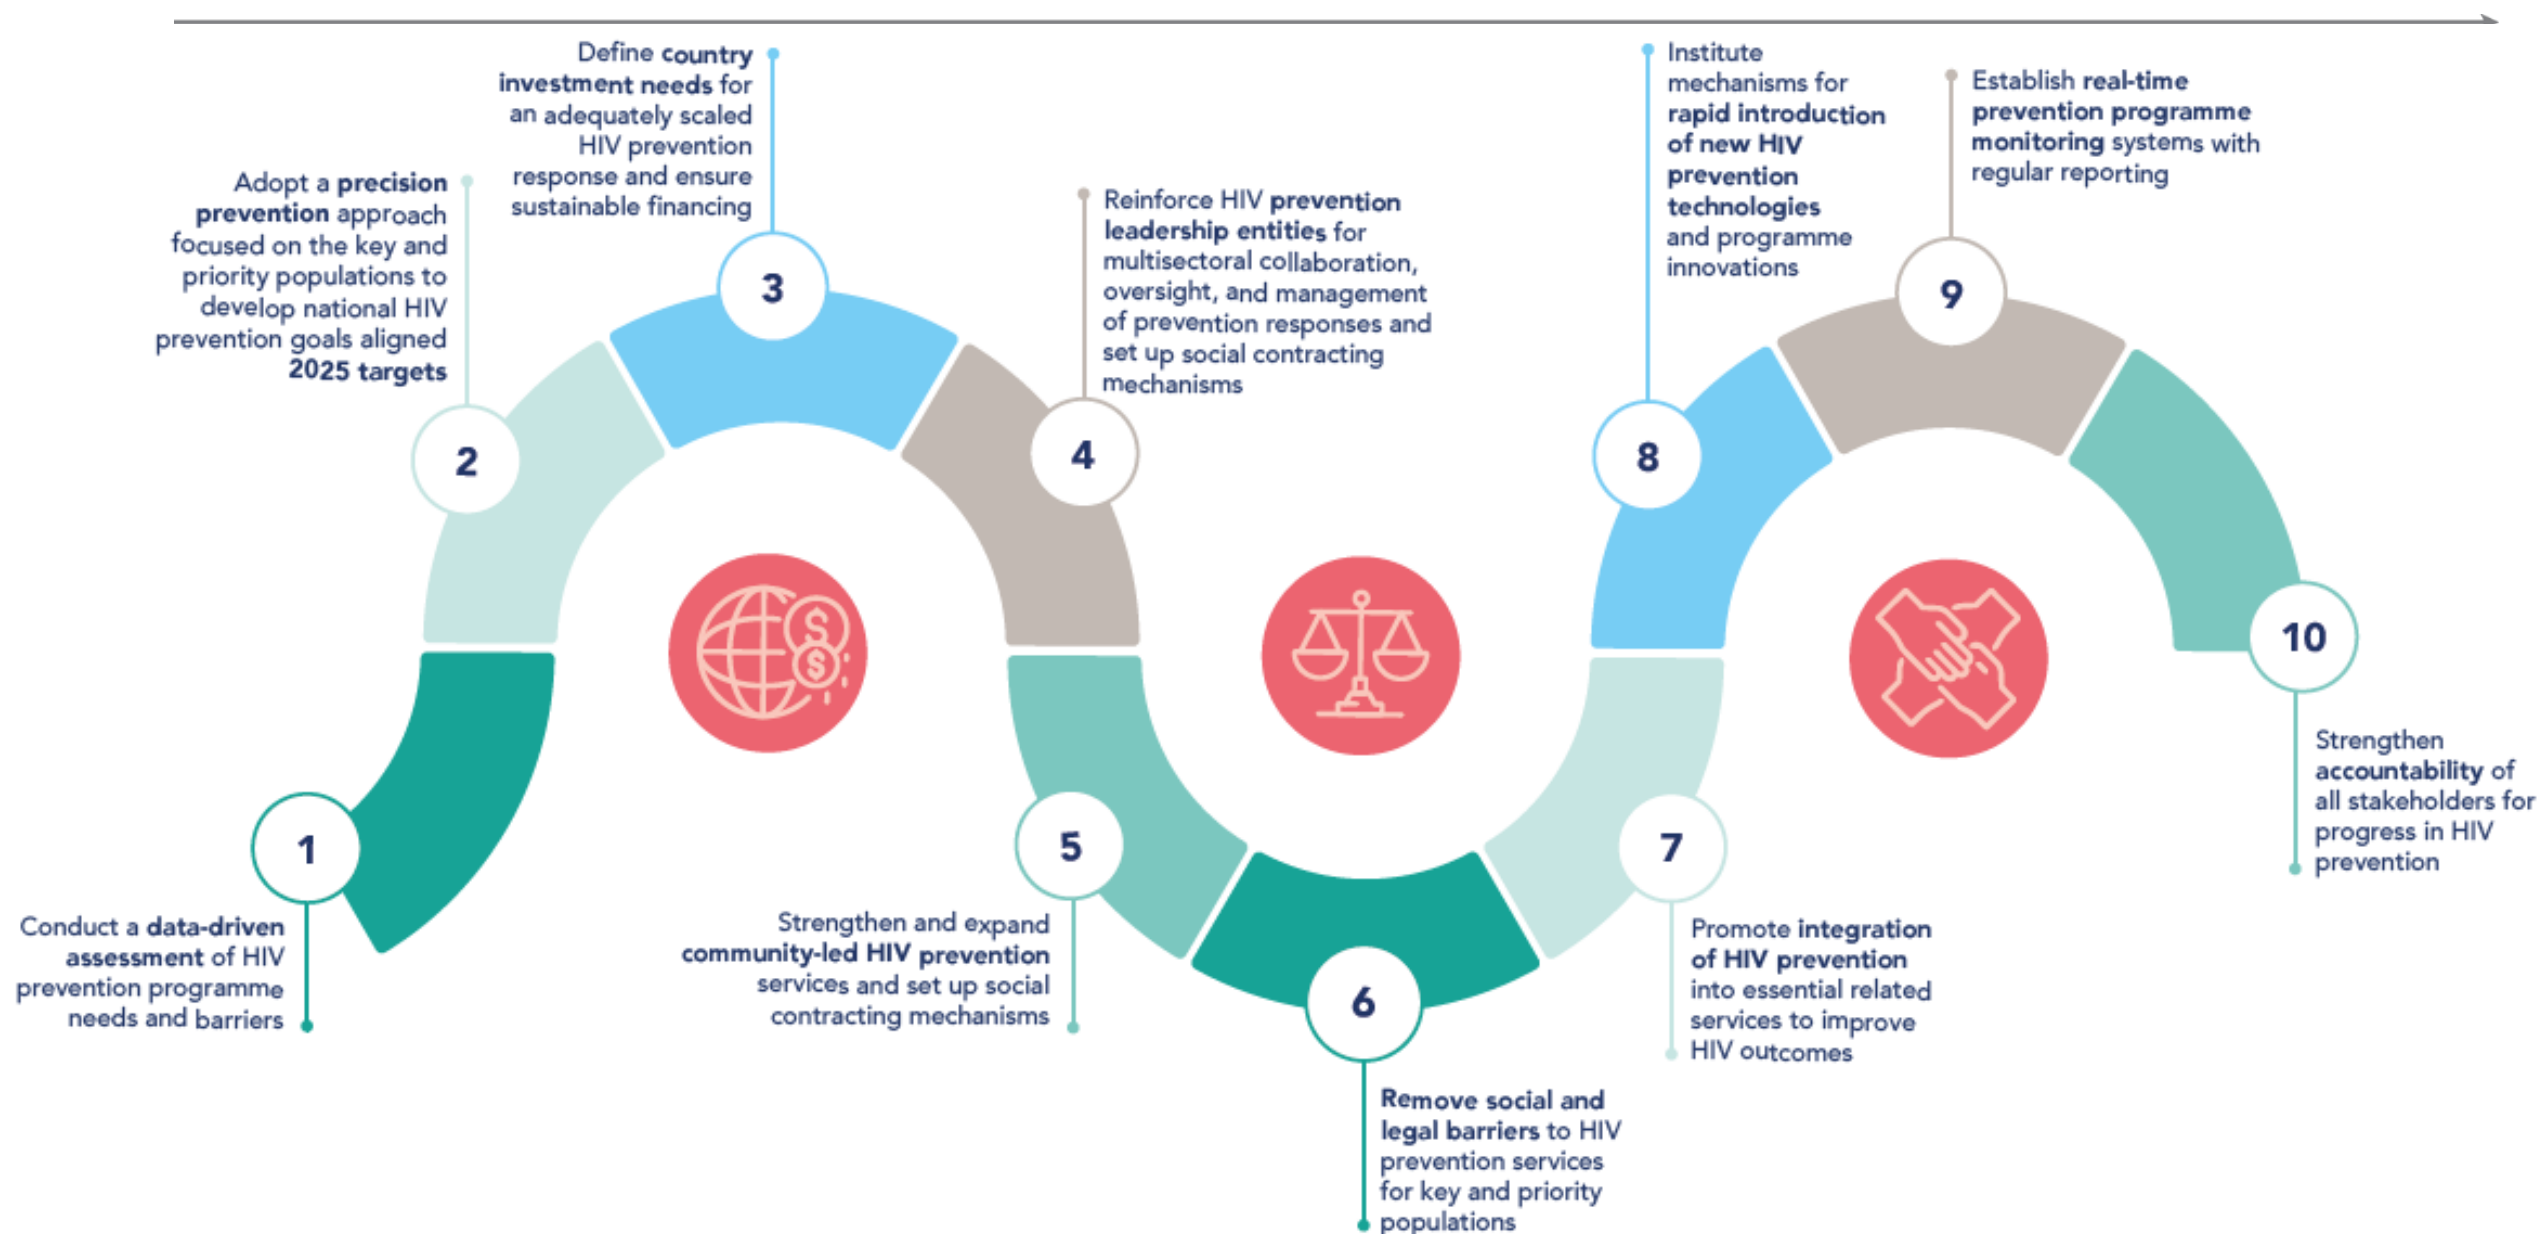 1
Conduct a data-driven
assessment of HIV
prevention programme
needs and barriers
2
Adopt a precision
prevention approach
focused on the key and
priority populations to
develop national HIV
prevention goals aligned
2025 targets
3
Define country
investment needs for
an adequately scaled
HIV prevention
response and ensure
sustainable financing
4
Reinforce HIV prevention
leadership entities for
multisectoral collaboration,
oversight, and management
of prevention responses and
set up social contracting
mechanisms
5
Strengthen and expand
community-led HIV prevention
services and set up social
contracting mechanisms
6
Remove social and
legal barriers to HIV
prevention services
for key and priority
populations
7
Promote integration
of HIV prevention
into essential related
services to improve
HIV outcomes
8
Institute
mechanisms for
rapid introduction
of new HIV
prevention
technologies
and programme
innovations
9
Establish real-time
prevention programme
monitoring systems with
regular reporting
10
Strengthen
accountability of
all stakeholders for
progress in HIV
prevention
$
$